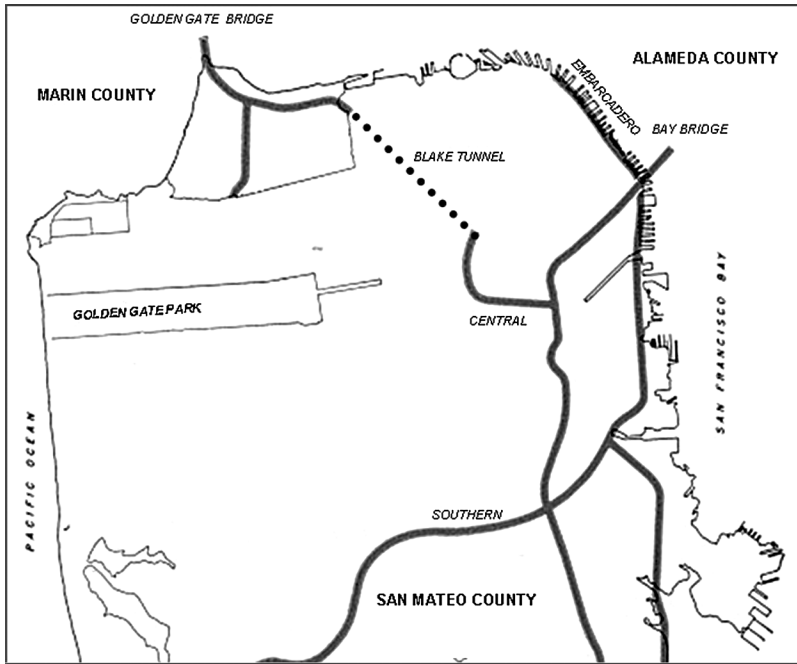 GOLDEN GATE BRIDGE
ALAMEDA COUNTY
MARIN COUNTY
EMBARCADERO
BAY BRIDGE
BLAKE TUNNEL
GOLDEN GATE PARK
CENTRAL
SAN FRANCISCO BAY
PACIFIC OCEAN
SOUTHERN
SAN MATEO COUNTY